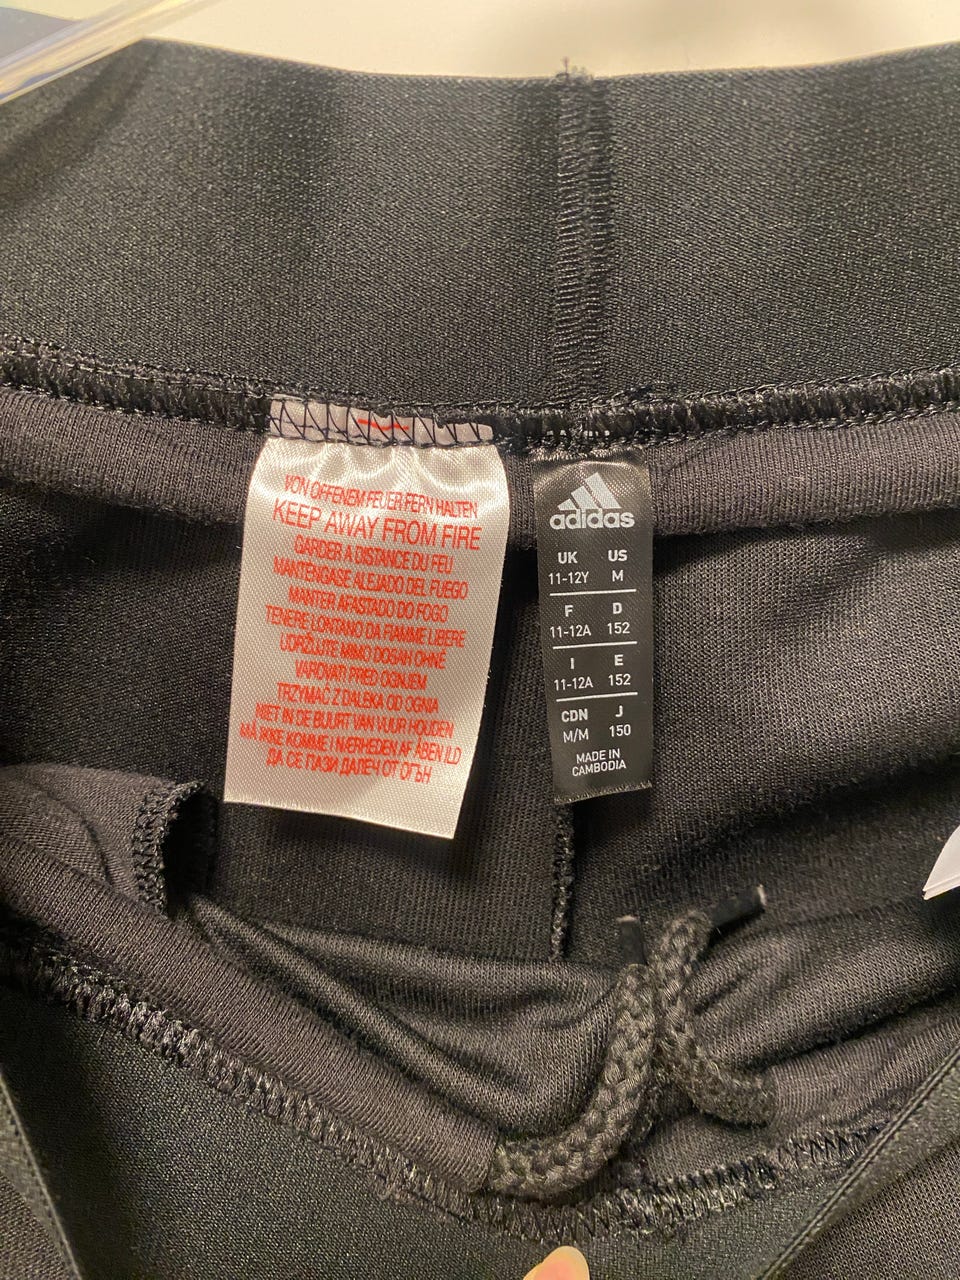 VON OFFENEM FEUER FERN HALTEN
KEEP AWAY FROM FIRE
GARDER A DISTANCE DU FEU
MANTENGASE ALEJADO DEL FUEGO
MANTER AFASTADO DO FOGO
TENERE LONTANO DA FIAMME LIBERE
UDRŽUJTE MIMO DOSAH OHNĚ
VAROVATI PRED OGNJEM
TRZYMAĆ Z DALEKA OD OGNIA
NIET IN DE BUURT VAN VUUR HOUDEN
MÅ IKKE KOMME I NÆRHEDEN AF ÅBEN ILD
ДА СЕ ПАЗИ ДАЛЕЧ ОТ ОГЪН
adidas
UK US
11-12Y M
F D
11-12A 152
I E
11-12A 152
CDN J
M/M 150
MADE IN
CAMBODIA